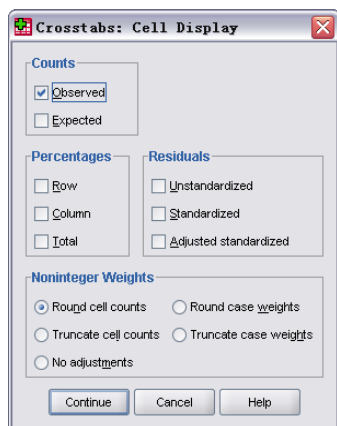 Crosstabs: Cell Display
Counts
Observed
Expected
Percentages
Row
Column
Total
Residuals
Unstandardized
Standardized
Adjusted standardized
Noninteger Weights
Round cell counts
Round case weights
Truncate cell counts
Truncate case weights
No adjustments
Continue
Cancel
Help